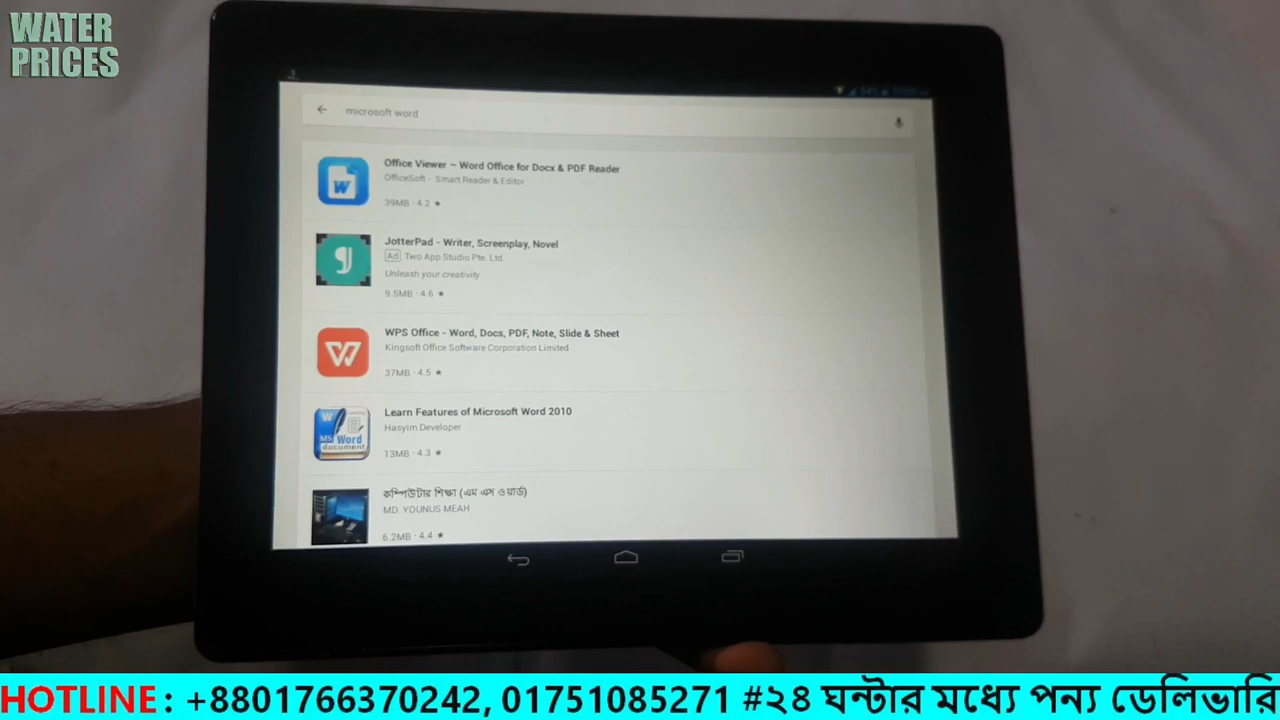 WATER
PRICES
microsoft word
Office Viewer – Word Office for Docx & PDF Reader
OfficeSoft - Smart Reader & Editor
39MB · 4.2 ★
JotterPad - Writer, Screenplay, Novel
Ad Two App Studio Pte. Ltd.
Unleash your creativity
9.5MB · 4.6 ★
WPS Office - Word, Docs, PDF, Note, Slide & Sheet
Kingsoft Office Software Corporation Limited
37MB · 4.5 ★
Learn Features of Microsoft Word 2010
Hasyim Developer
13MB · 4.3 ★
W
MS Word
document
কম্পিউটার শিক্ষা (এম এস ওয়ার্ড)
MD. YOUNUS MEAH
6.2MB · 4.4 ★
HOTLINE : +8801766370242, 01751085271 #২৪ ঘন্টার মধ্যে পন্য ডেলিভারি